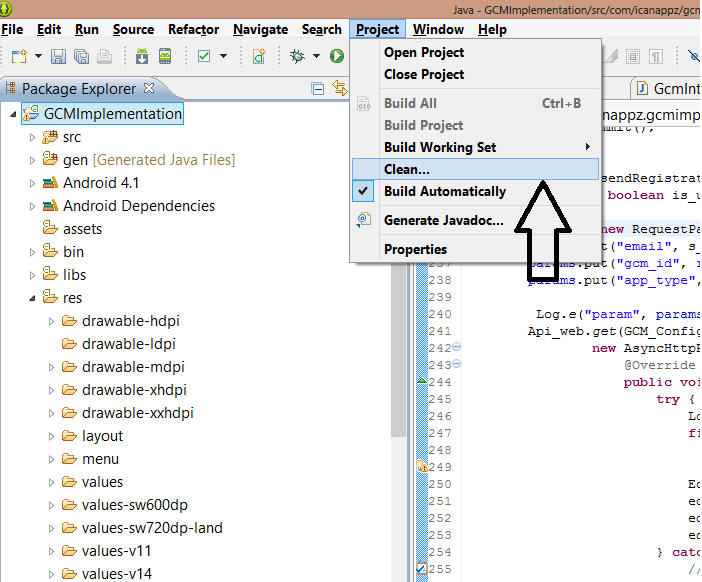 Java - GCMImplementation/src/com/icanappz/gcm
File Edit Run Source Refactor Navigate Search Project Window Help
Package Explorer
GcmInt
GCMImplementation
src
gen [Generated Java Files]
Android 4.1
Android Dependencies
assets
bin
libs
res
drawable-hdpi
drawable-ldpi
drawable-mdpi
drawable-xhdpi
drawable-xxhdpi
layout
menu
values
values-sw600dp
values-sw720dp-land
values-v11
values-v14
Open Project
Close Project
Build All Ctrl+B
Build Project
Build Working Set
Clean...
Build Automatically
Generate Javadoc...
Properties
nappz.gcmimp
mmit();
sendRegistrat
boolean is_u
new RequestPa
t("email", s_
237 params.put("gcm_id", r
238 params.put("app_type",
239
240 Log.e("param", params
241 Api_web.get(GCM_Config
242 new AsyncHttpR
243 @Override
244 public voi
245 try {
246 Lo
247 fi
248
249
250 Ed
251 ed
252 ed
253 ed
254 } catc
255 //